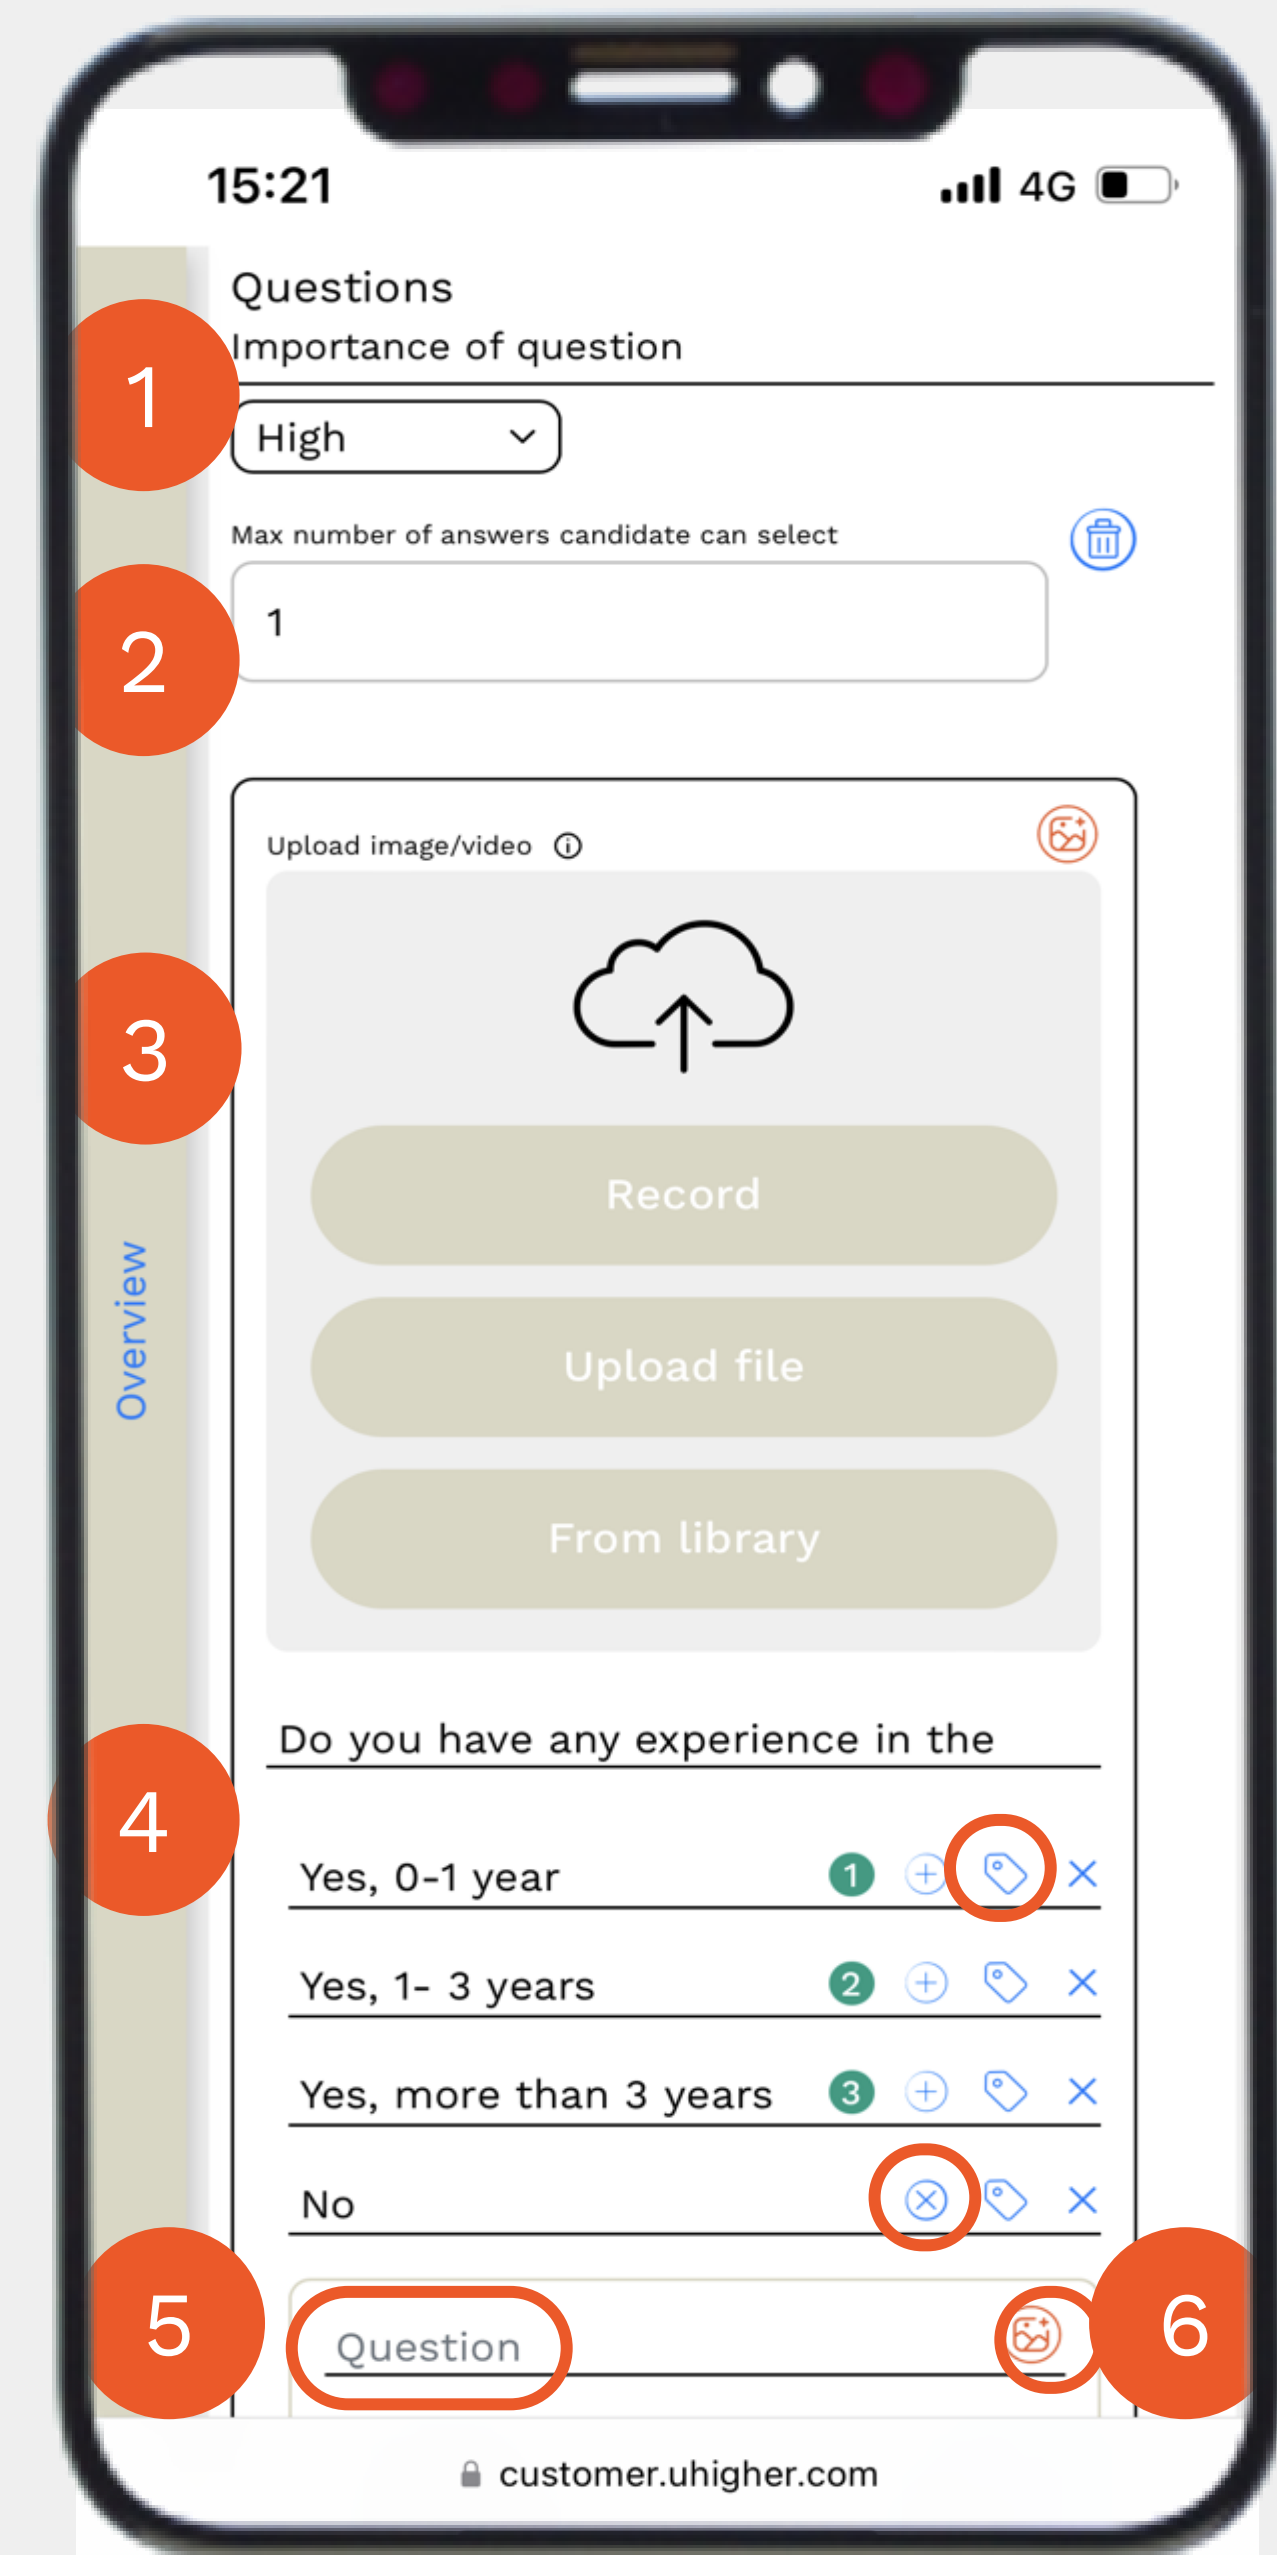 15:21 4G
Questions
Importance of question
1
High
Max number of answers candidate can select
2
1
Upload image/video
3
Record
Overview
Upload file
From library
Do you have any experience in the
4
Yes, 0-1 year 1
Yes, 1- 3 years 2
Yes, more than 3 years 3
No
5 Question 6
customer.uhigher.com